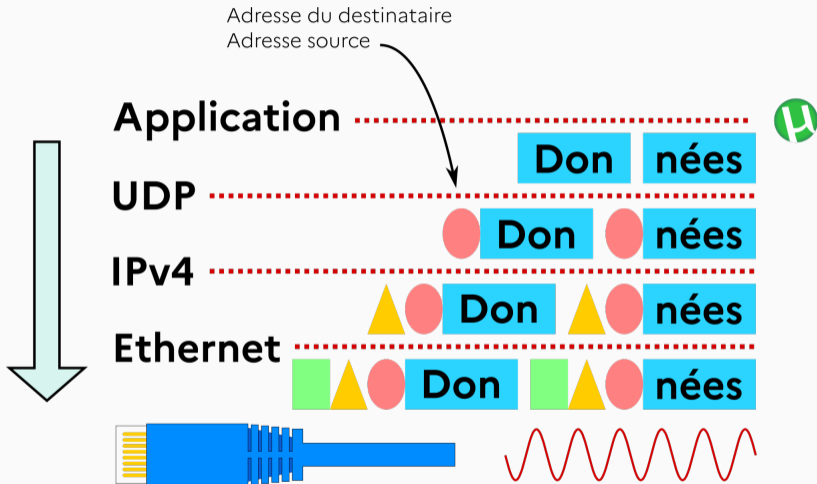 Adresse du destinataire
Adresse source
Application
µ
Don nées
UDP
Don nées
IPv4
Don nées
Ethernet
Don nées